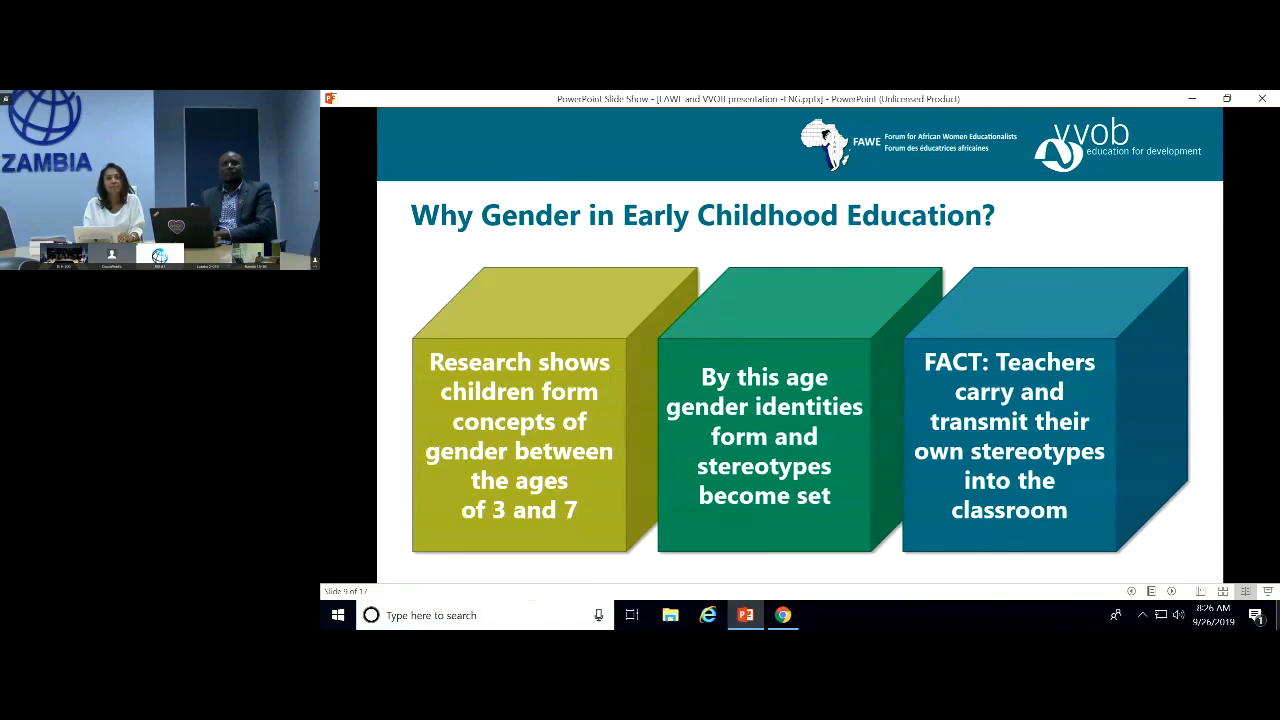 ZAMBIA
PowerPoint Slide Show - [FAWE and VVOB presentation -ENG.pptx] - PowerPoint (Unlicensed Product)
FAWE
Forum for African Women Educationalists
Forum des éducatrices africaines
vvob
education for development
Why Gender in Early Childhood Education?
Research shows
children form
concepts of
gender between
the ages
of 3 and 7
By this age
gender identities
form and
stereotypes
become set
FACT: Teachers
carry and
transmit their
own stereotypes
into the
classroom
Slide 9 of 17
Type here to search
8:26 AM
9/26/2019
1